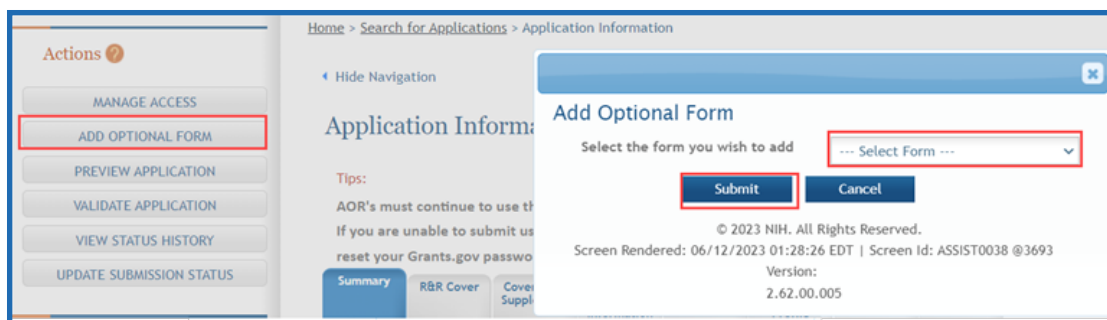 Home > Search for Applications > Application Information
Actions ?
Hide Navigation
MANAGE ACCESS
ADD OPTIONAL FORM
PREVIEW APPLICATION
VALIDATE APPLICATION
VIEW STATUS HISTORY
UPDATE SUBMISSION STATUS
Application Inform
Tips:
AOR's must continue to use th
If you are unable to submit us
reset your Grants.gov passwo
Summary
R&R Cover
Cove
Suppl
Add Optional Form
Select the form you wish to add
--- Select Form ---
Submit
Cancel
© 2023 NIH. All Rights Reserved.
Screen Rendered: 06/12/2023 01:28:26 EDT | Screen Id: ASSIST0038 @3693
Version:
2.62.00.005